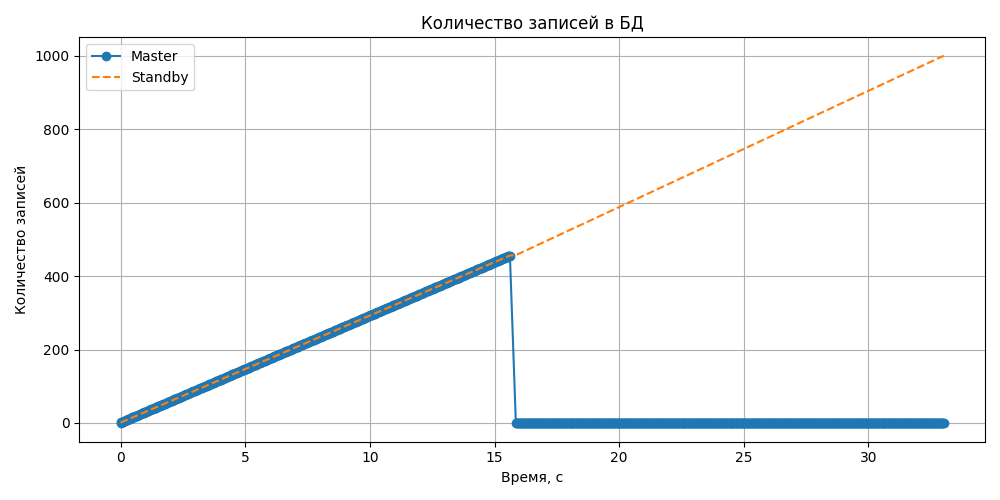 Количество записей в БД
Master
Standby
Количество записей
1000
800
600
400
200
0
0 5 10 15 20 25 30
Время, с